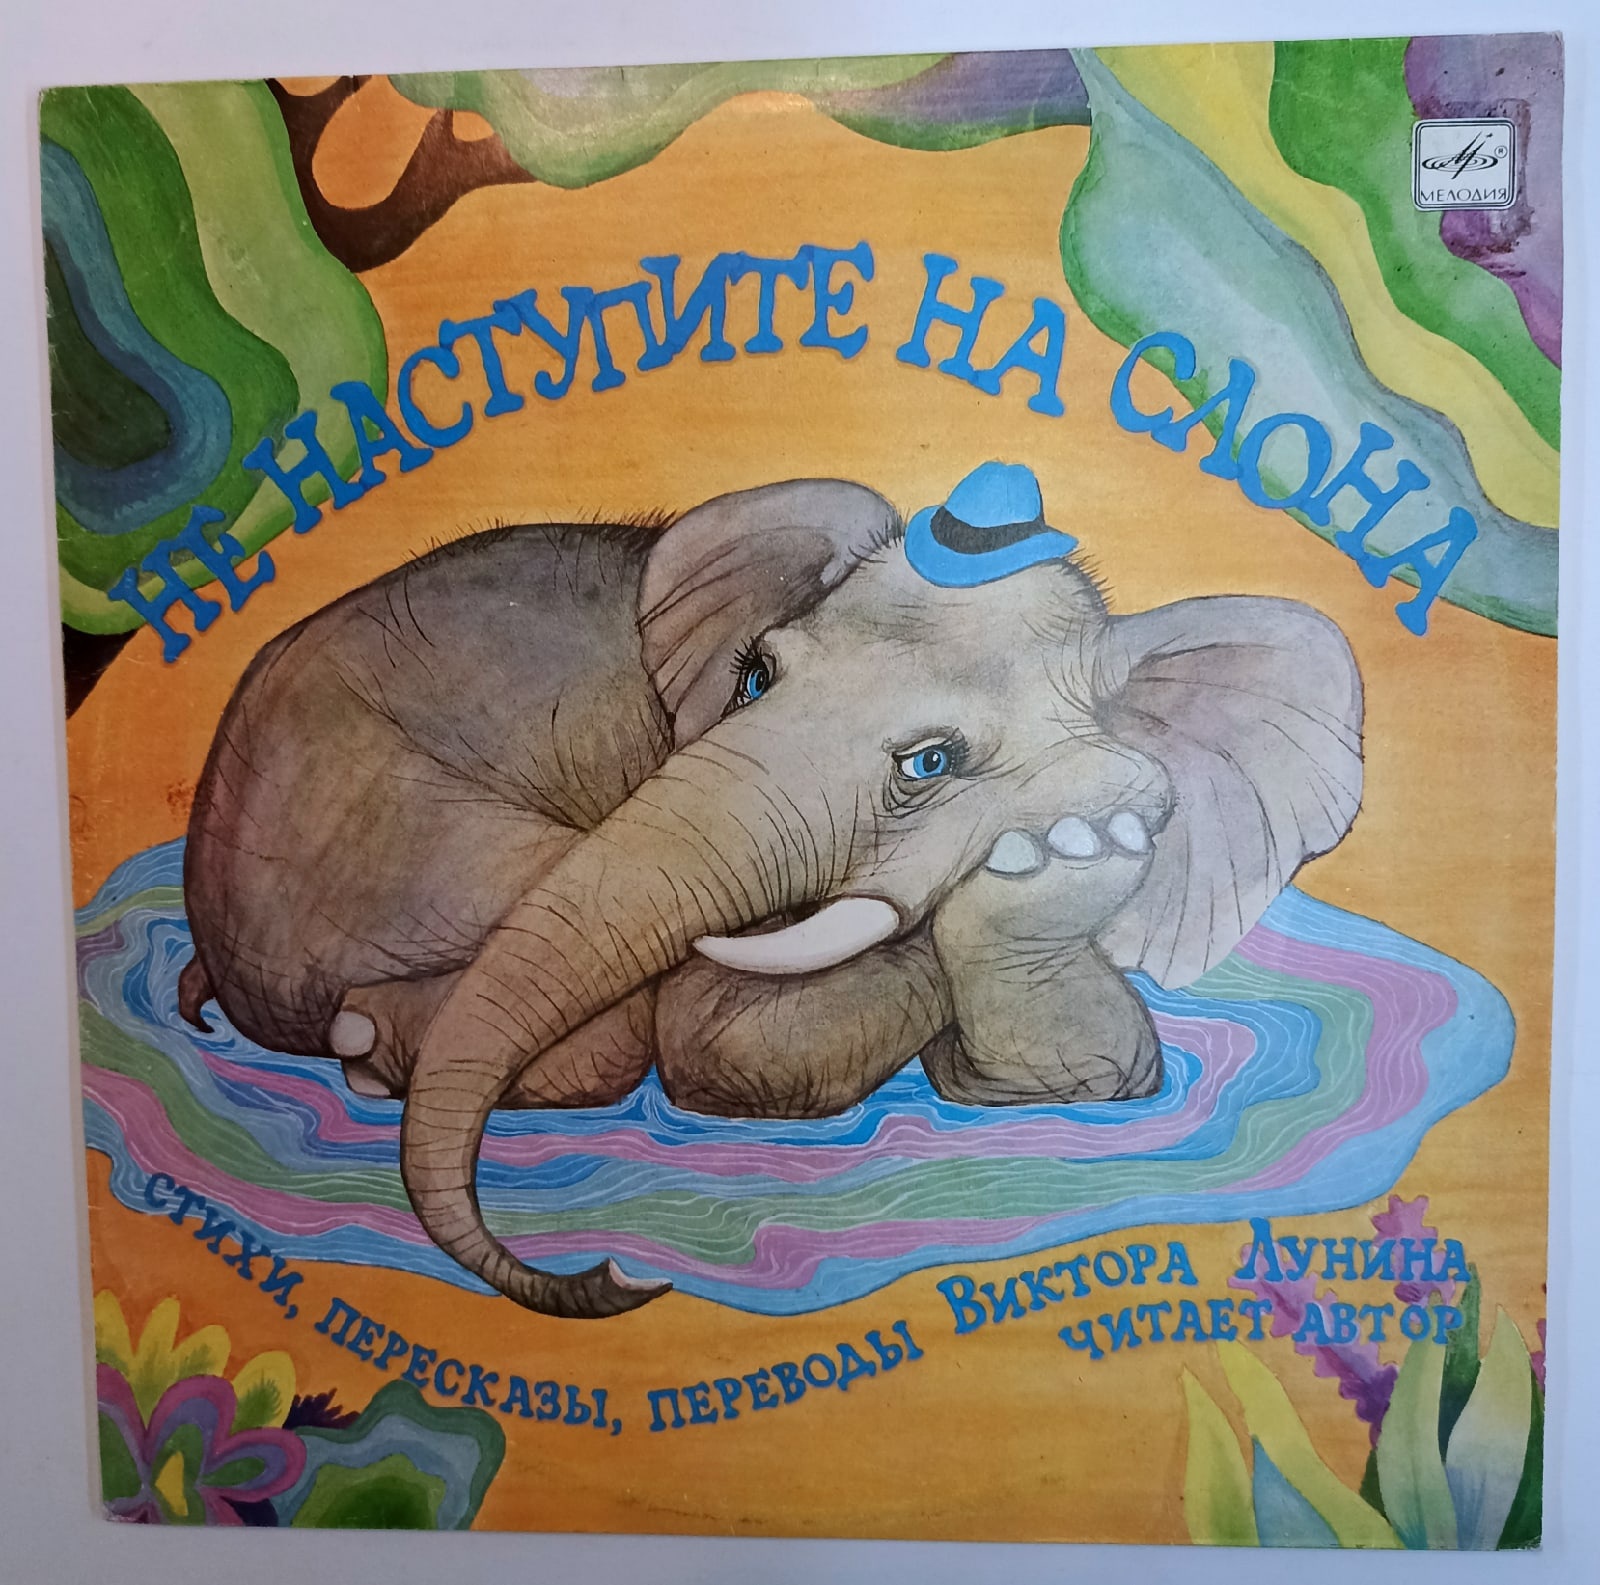 МЕЛОДИЯ
НЕ НАСТУПИТЕ НА СЛОНА
СТИХИ, ПЕРЕСКАЗЫ, ПЕРЕВОДЫ ВИКТОРА ЛУНИНА
ЧИТАЕТ АВТОР